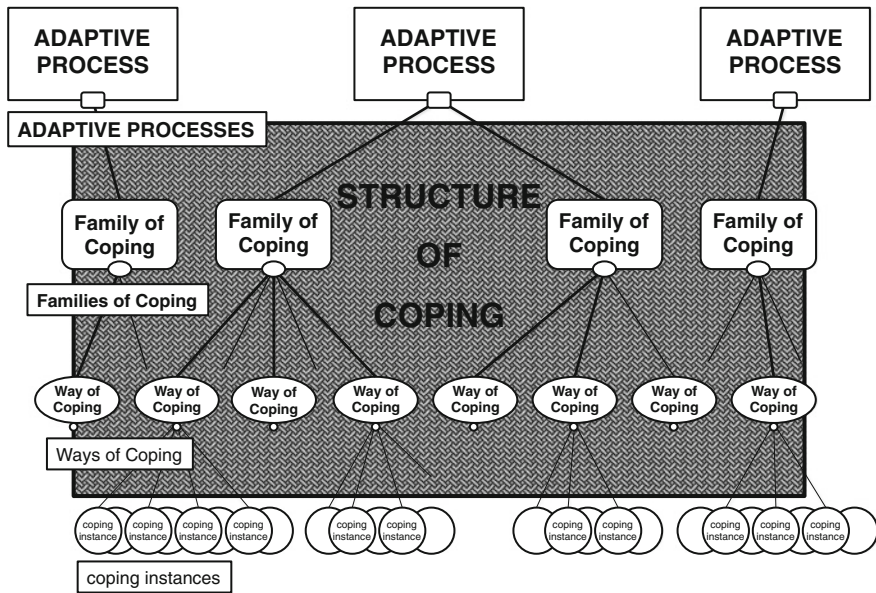 ADAPTIVE
PROCESS
ADAPTIVE
PROCESS
ADAPTIVE
PROCESS
ADAPTIVE PROCESSES
STRUCTURE
OF
COPING
Family of
Coping
Family of
Coping
Family of
Coping
Family of
Coping
Families of Coping
Way of
Coping
Way of
Coping
Way of
Coping
Way of
Coping
Way of
Coping
Way of
Coping
Way of
Coping
Way of
Coping
Ways of Coping
coping
instance
coping
instance
coping
instance
coping
instance
coping
instance
coping
instance
coping
instance
coping
instance
coping
instance
coping
instance
coping
instance
coping instances